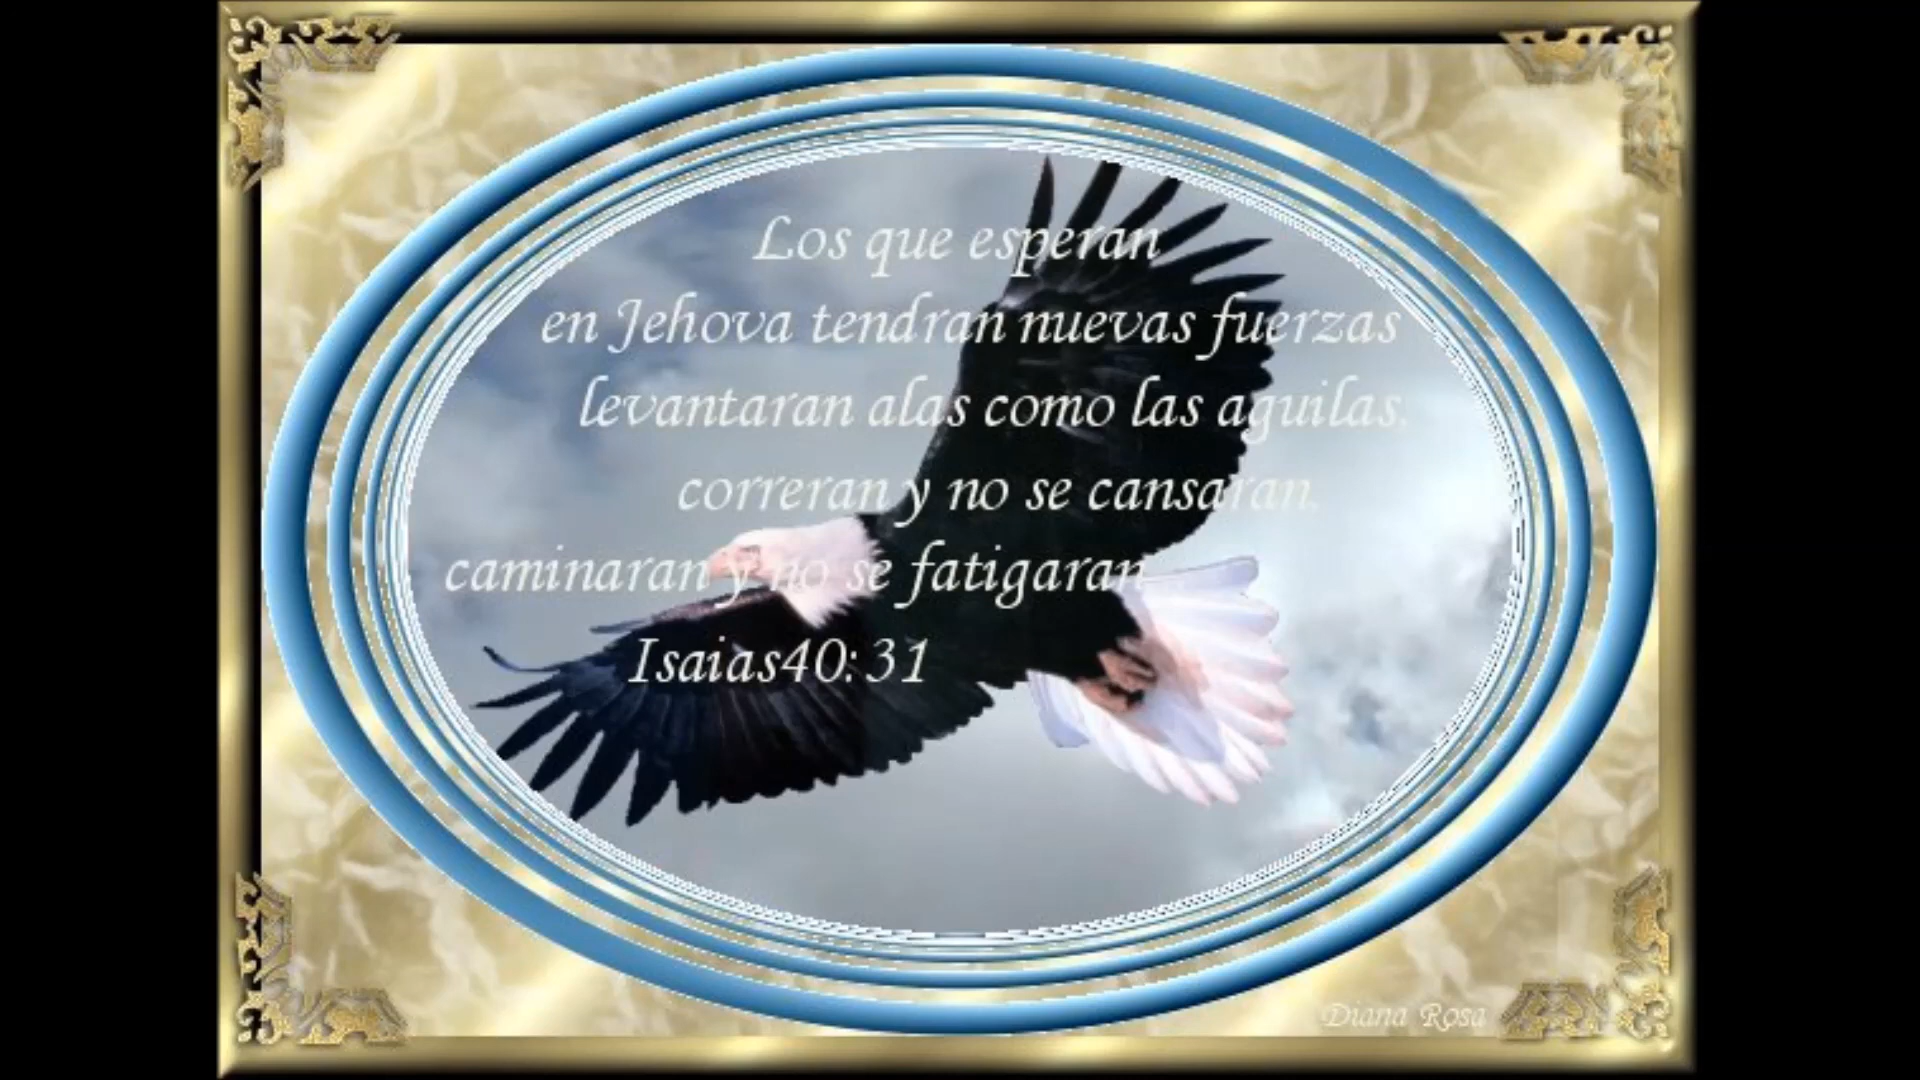 Los que esperan
en Jehova tendran nuevas fuerzas
levantaran alas como las aguilas.
correran y no se cansaran.
caminaran y no se fatigaran...
Isaias40:31
Diana Rosa